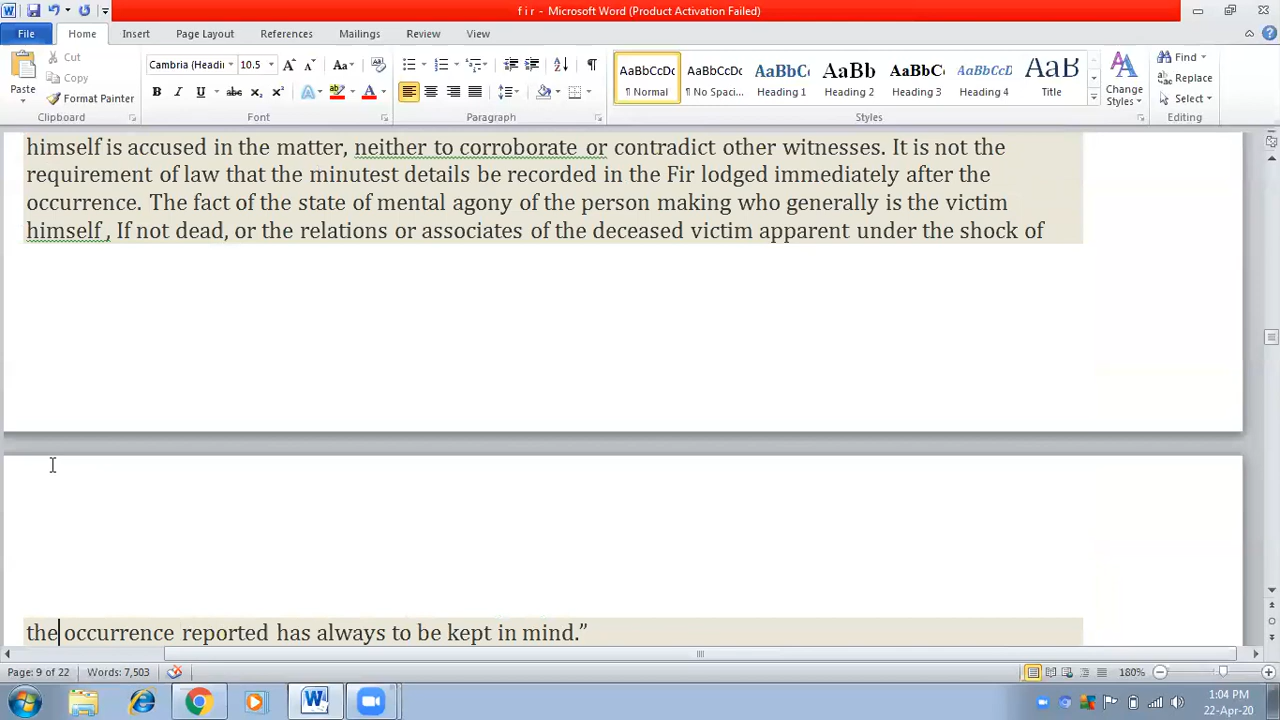 f i r - Microsoft Word (Product Activation Failed)
File Home Insert Page Layout References Mailings Review View
Paste
Cut
Copy
Format Painter
Clipboard
Cambria (Headi 10.5
Font
Paragraph
AaBbCcDc AaBbCcDc AaBbC AaBb AaBbC AaBbCcD AaB
¶ Normal ¶ No Spaci... Heading 1 Heading 2 Heading 3 Heading 4 Title
Styles
Change Styles
Find
Replace
Select
Editing
himself is accused in the matter, neither to corroborate or contradict other witnesses. It is not the
requirement of law that the minutest details be recorded in the Fir lodged immediately after the
occurrence. The fact of the state of mental agony of the person making who generally is the victim
himself , If not dead, or the relations or associates of the deceased victim apparent under the shock of
the occurrence reported has always to be kept in mind.”
Page: 9 of 22 Words: 7,503 180%
1:04 PM
22-Apr-20